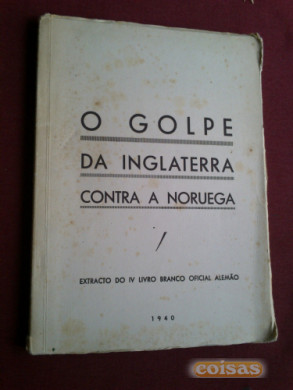 O GOLPE
DA INGLATERRA
CONTRA A NORUEGA
EXTRACTO DO IV LIVRO BRANCO OFICIAL ALEMÃO
1940
coisas